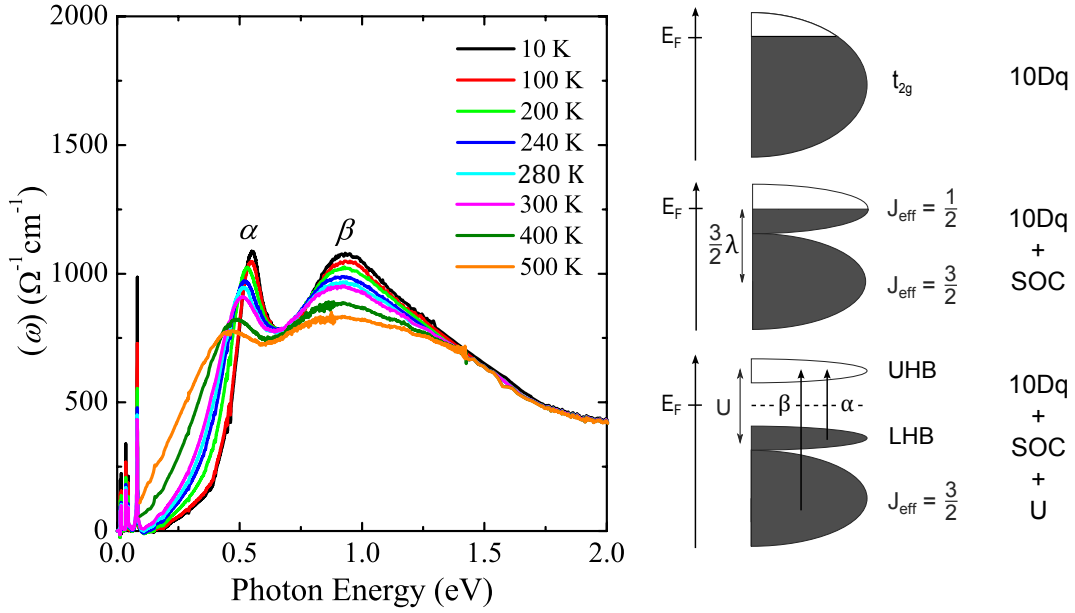 2000
1500
1000
500
0
0.0 0.5 1.0 1.5 2.0
Photon Energy (eV)
(ω) (Ω⁻¹cm⁻¹)
10 K
100 K
200 K
240 K
280 K
300 K
400 K
500 K
α
β
E_F
t_2g
10Dq
E_F
3/2 λ
J_eff = 1/2
J_eff = 3/2
10Dq
+
SOC
E_F
U
β
α
UHB
LHB
J_eff = 3/2
10Dq
+
SOC
+
U